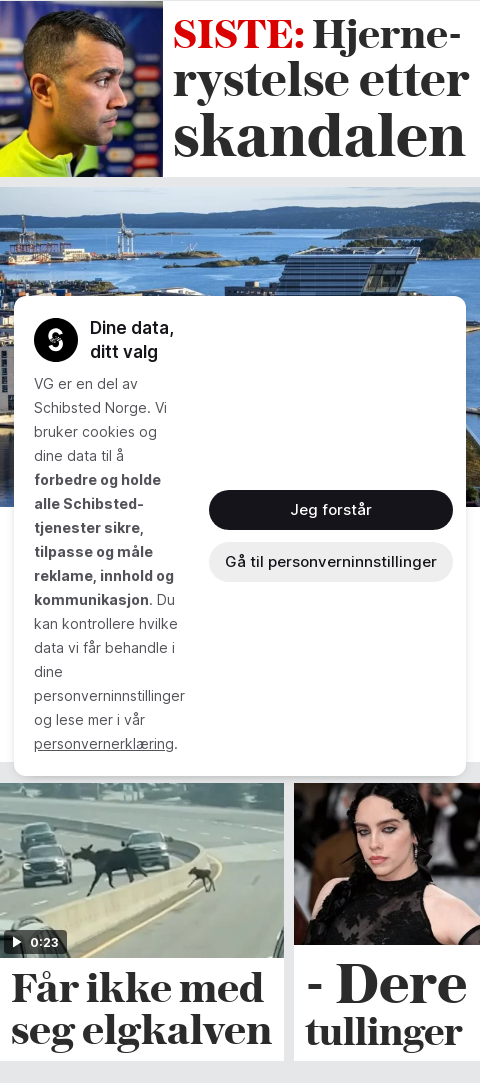 SISTE: Hjerne-
rystelse etter
skandalen
Dine data,
ditt valg
VG er en del av
Schibsted Norge. Vi
bruker cookies og
dine data til å
forbedre og holde
alle Schibsted-
tjenester sikre,
tilpasse og måle
reklame, innhold og
kommunikasjon. Du
kan kontrollere hvilke
data vi får behandle i
dine
personverninnstillinger
og lese mer i vår
personvernerklæring.
Jeg forstår
Gå til personverninnstillinger
0:23
Får ikke med
seg elgkalven
- Dere
tullinger